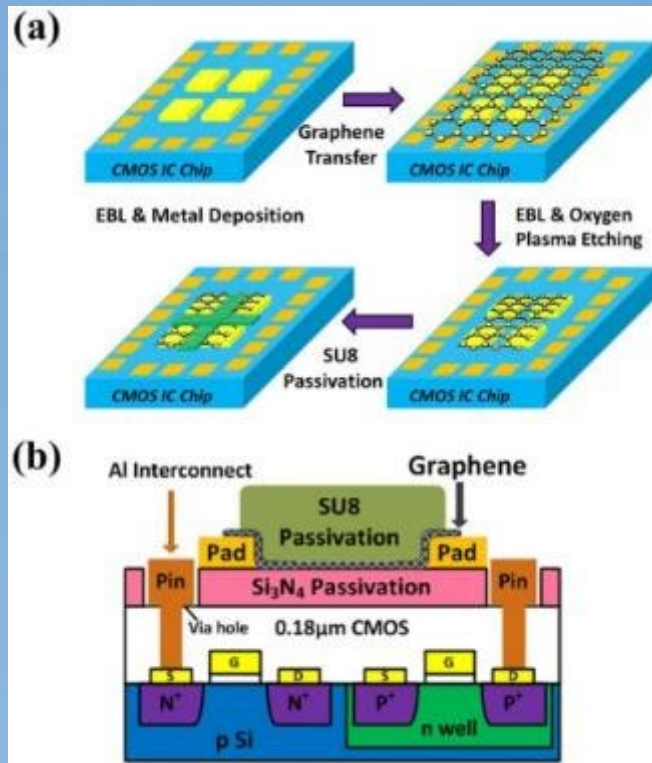 (a)
CMOS IC Chip
Graphene
Transfer
CMOS IC Chip
EBL & Metal Deposition
EBL & Oxygen
Plasma Etching
CMOS IC Chip
SU8
Passivation
CMOS IC Chip
(b)
Al Interconnect
Graphene
SU8
Passivation
Pad
Pad
Pin
Si₃N₄ Passivation
Pin
Via hole
0.18μm CMOS
S
G
D
S
G
D
N⁺
N⁺
P⁺
P⁺
p Si
n well